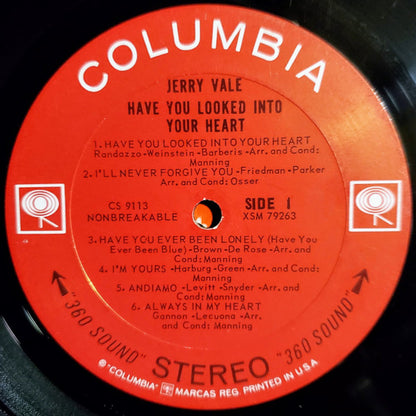 COLUMBIA
JERRY VALE
HAVE YOU LOOKED INTO
YOUR HEART
1. HAVE YOU LOOKED INTO YOUR HEART
Randazzo-Weinstein-Barberis-Arr. and Cond:
Manning
2. I'LL NEVER FORGIVE YOU-Friedman-Parker
Arr. and Cond: Osser
CS 9113
NONBREAKABLE
SIDE 1
XSM 79263
3. HAVE YOU EVER BEEN LONELY (Have You
Ever Been Blue)-Brown-De Rose-Arr. and
Cond: Manning
4. I'M YOURS-Harburg-Green-Arr. and Cond:
Manning
5. ANDIAMO-Levitt-Snyder-Arr. and
Cond: Manning
6. ALWAYS IN MY HEART
Gannon-Lecuona-Arr. and
Cond: Manning
"360 SOUND" STEREO "360 SOUND"
® "COLUMBIA" MARCAS REG. PRINTED IN U.S.A.